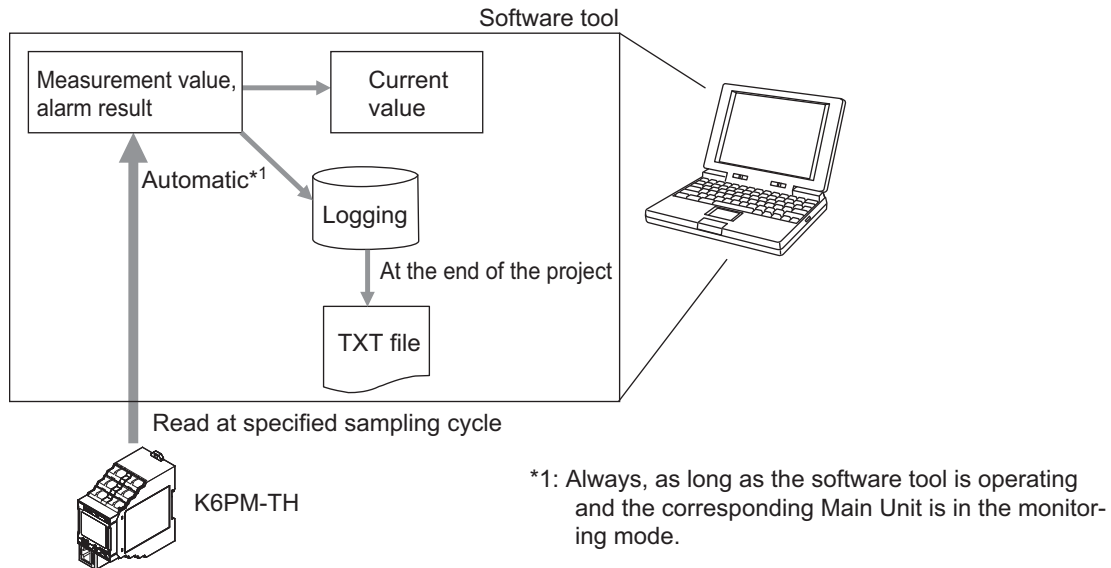 Software tool
Measurement value,
alarm result
Current
value
Automatic*1
Logging
At the end of the project
TXT file
Read at specified sampling cycle
K6PM-TH
*1: Always, as long as the software tool is operating
and the corresponding Main Unit is in the monitor-
ing mode.